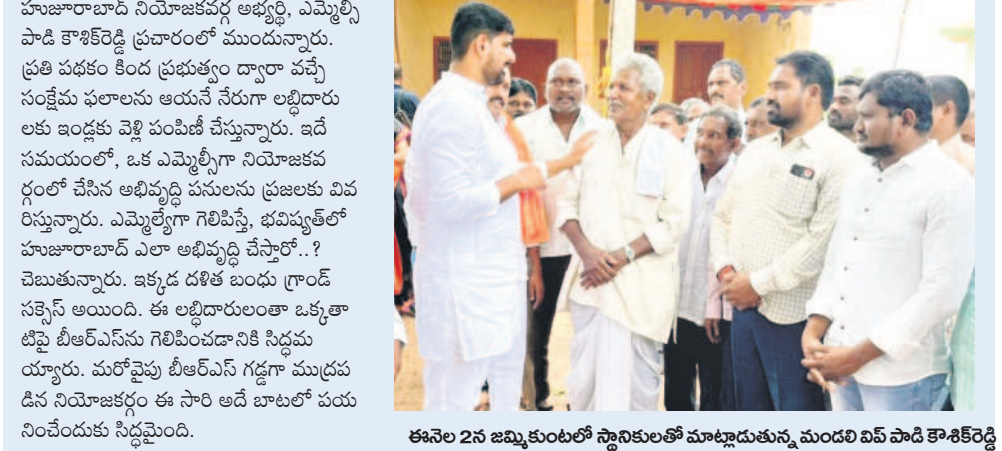 హుజూరాబాద్ నియోజకవర్గ అభ్యర్థి, ఎమ్మెల్సీ
పాడి కౌశిక్‌రెడ్డి ప్రచారంలో ముందున్నారు.
ప్రతి పథకం కింద ప్రభుత్వం ద్వారా వచ్చే
సంక్షేమ ఫలాలను ఆయనే నేరుగా లబ్ధిదారు
లకు ఇండ్లకు వెళ్లి పంపిణీ చేస్తున్నారు. ఇదే
సమయంలో, ఒక ఎమ్మెల్సీగా నియోజకవ
ర్గంలో చేసిన అభివృద్ధి పనులను ప్రజలకు వివ
రిస్తున్నారు. ఎమ్మెల్యేగా గెలిపిస్తే, భవిష్యత్‌లో
హుజూరాబాద్ ఎలా అభివృద్ధి చేస్తారో..?
చెబుతున్నారు. ఇక్కడ దళిత బంధు గ్రాండ్
సక్సెస్ అయింది. ఈ లబ్ధిదారులంతా ఒక్కతా
టిపై బీఆర్ఎస్‌ను గెలిపించడానికి సిద్ధమ
య్యారు. మరోవైపు బీఆర్ఎస్ గడ్డగా ముద్రప
డిన నియోజకర్గం ఈ సారి అదే బాటలో పయ
నించేందుకు సిద్ధమైంది.
ఈనెల 2న జమ్మికుంటలో స్థానికులతో మాట్లాడుతున్న మండలి విప్ పాడి కౌశిక్‌రెడ్డి